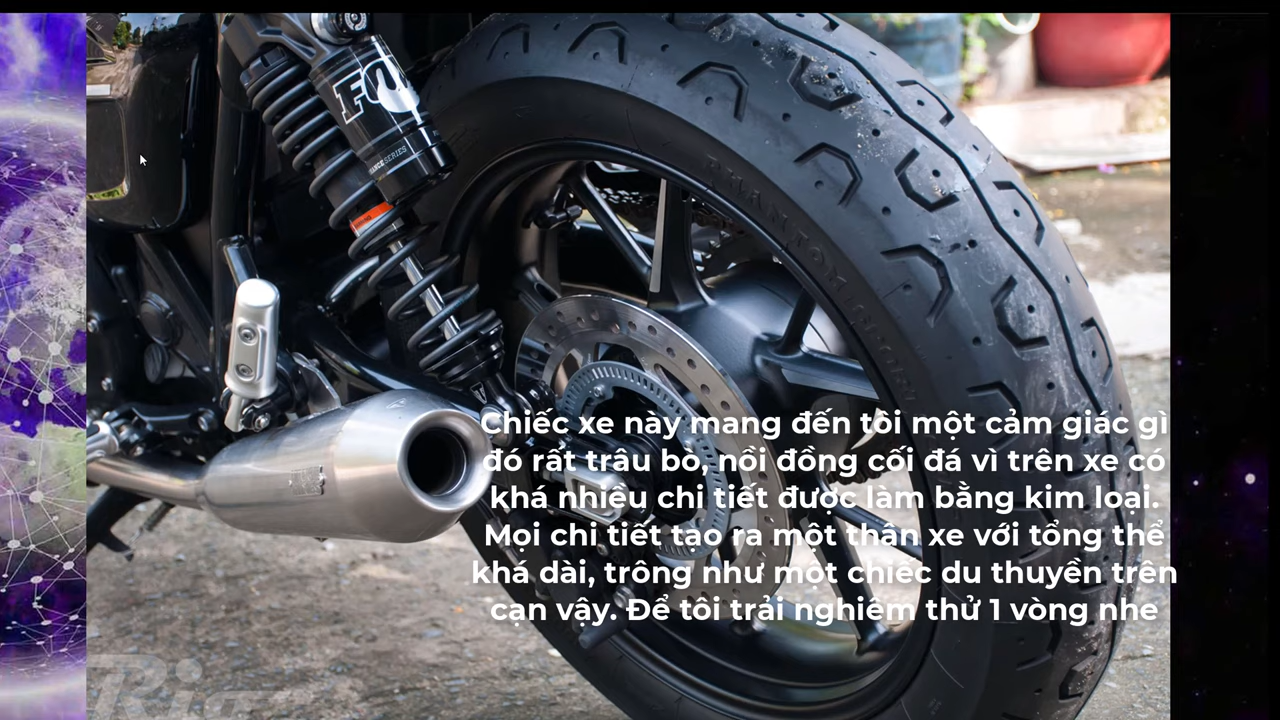 FOX
SERIES
PHANTOM
Chiếc xe này mang đến tôi một cảm giác gì
đó rất trâu bò, nồi đồng cối đá vì trên xe có
khá nhiều chi tiết được làm bằng kim loại.
Mọi chi tiết tạo ra một thân xe với tổng thể
khá dài, trông như một chiếc du thuyền trên
cạn vậy. Để tôi trải nghiêm thử 1 vòng nhe